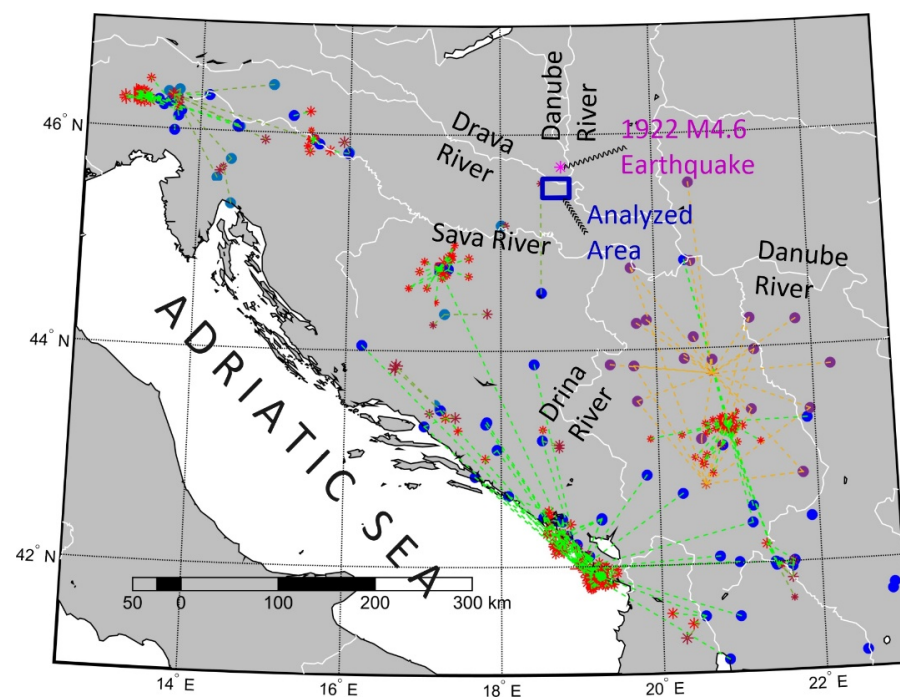 Danube
River
Drava
River
1922 M4.6
Earthquake
46° N
Analyzed
Area
Sava River
Danube
River
ADRIATIC SEA
44° N
Drina
River
42° N
50 0 100 200 300 km
14° E 16° E 18° E 20° E 22° E